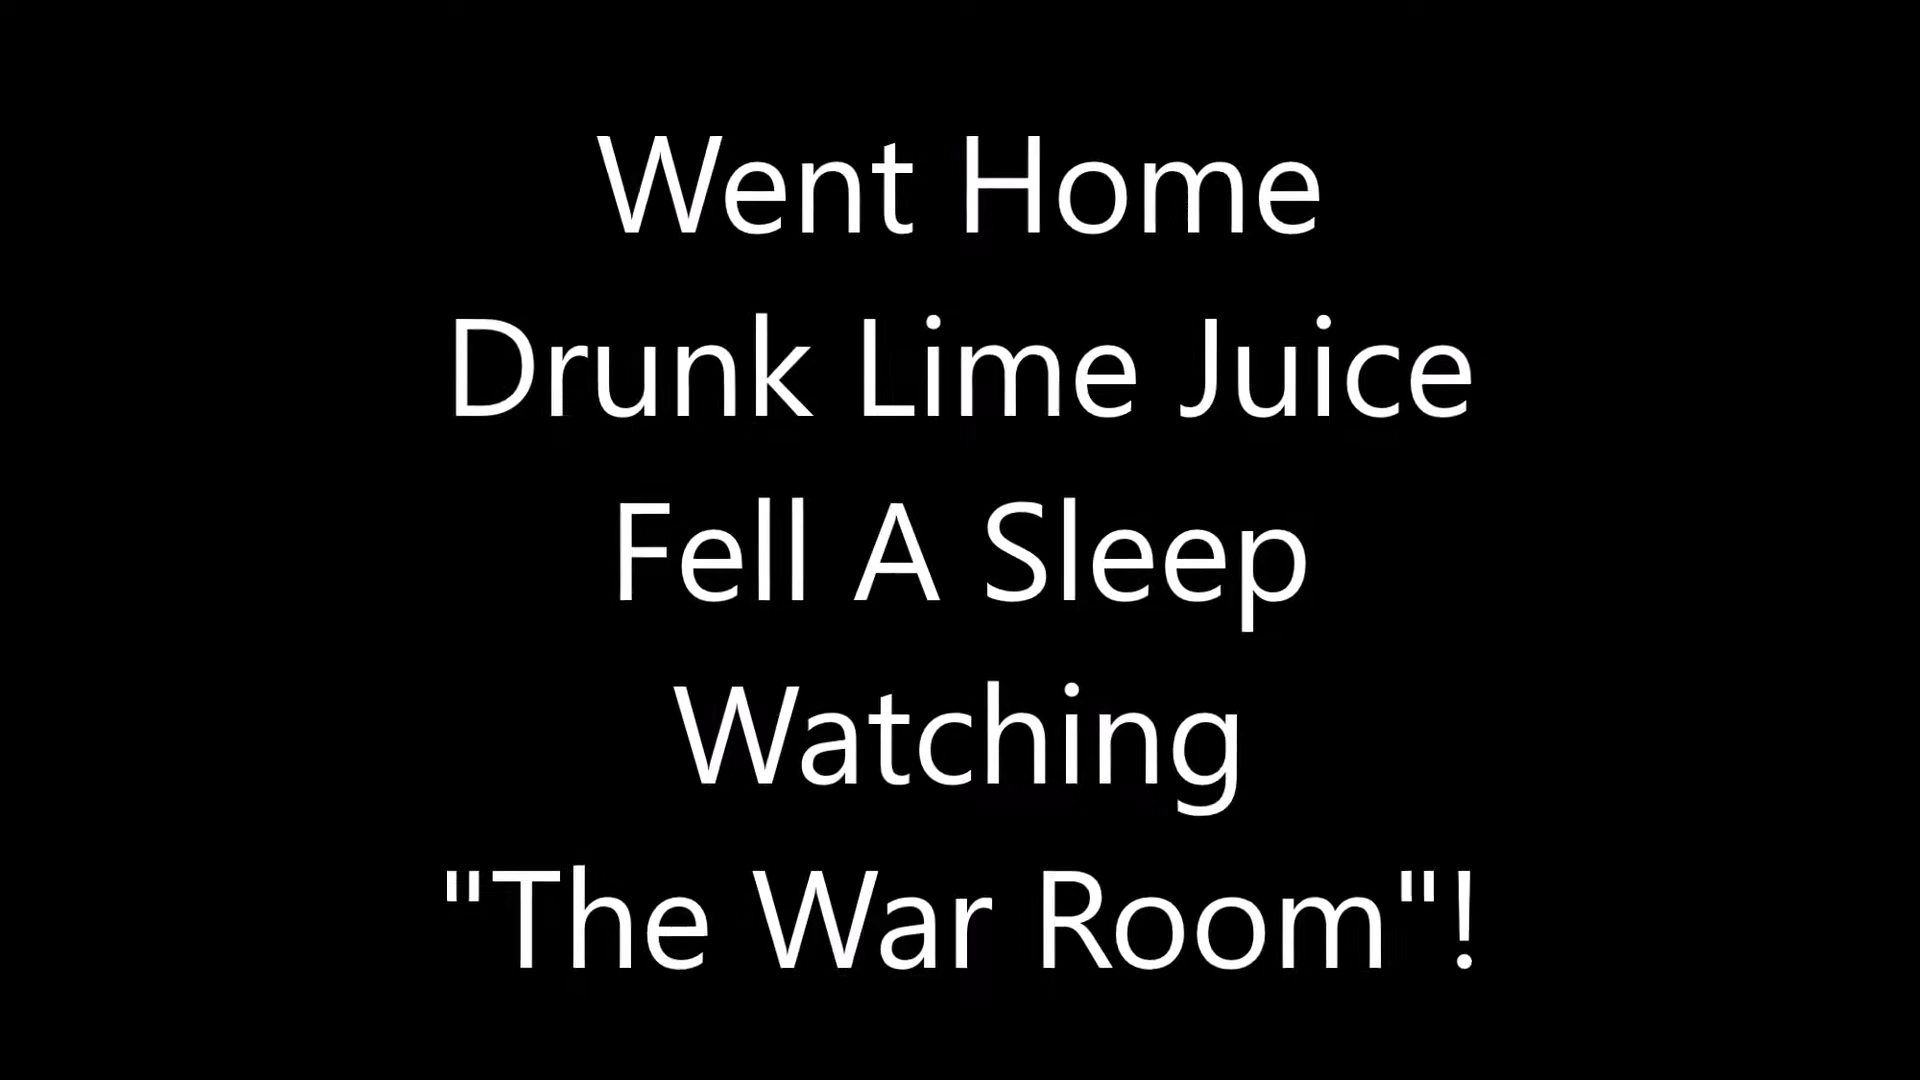 Went Home
Drunk Lime Juice
Fell A Sleep
Watching
"The War Room"!